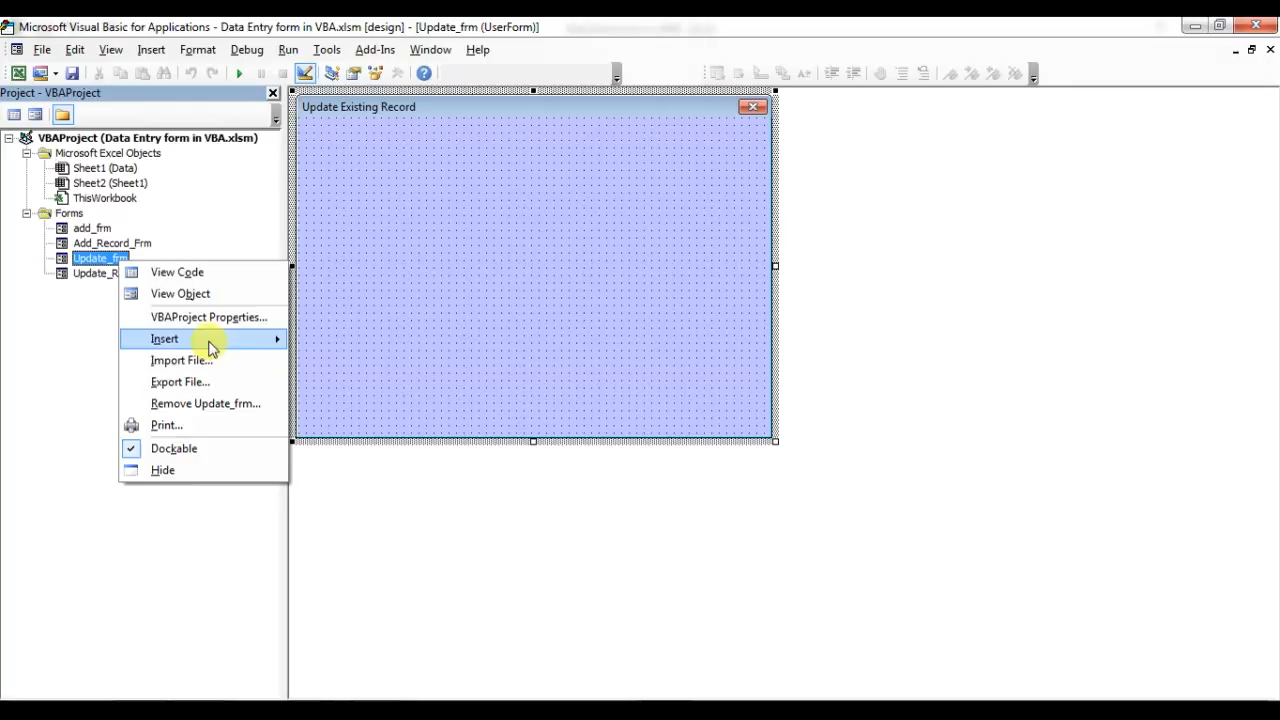 Microsoft Visual Basic for Applications - Data Entry form in VBA.xlsm [design] - [Update_frm (UserForm)]
File Edit View Insert Format Debug Run Tools Add-Ins Window Help
Project - VBAProject
VBAProject (Data Entry form in VBA.xlsm)
Microsoft Excel Objects
Sheet1 (Data)
Sheet2 (Sheet1)
ThisWorkbook
Forms
add_frm
Add_Record_Frm
Update_frm
Update_R
View Code
View Object
VBAProject Properties...
Insert
Import File...
Export File...
Remove Update_frm...
Print...
Dockable
Hide
Update Existing Record